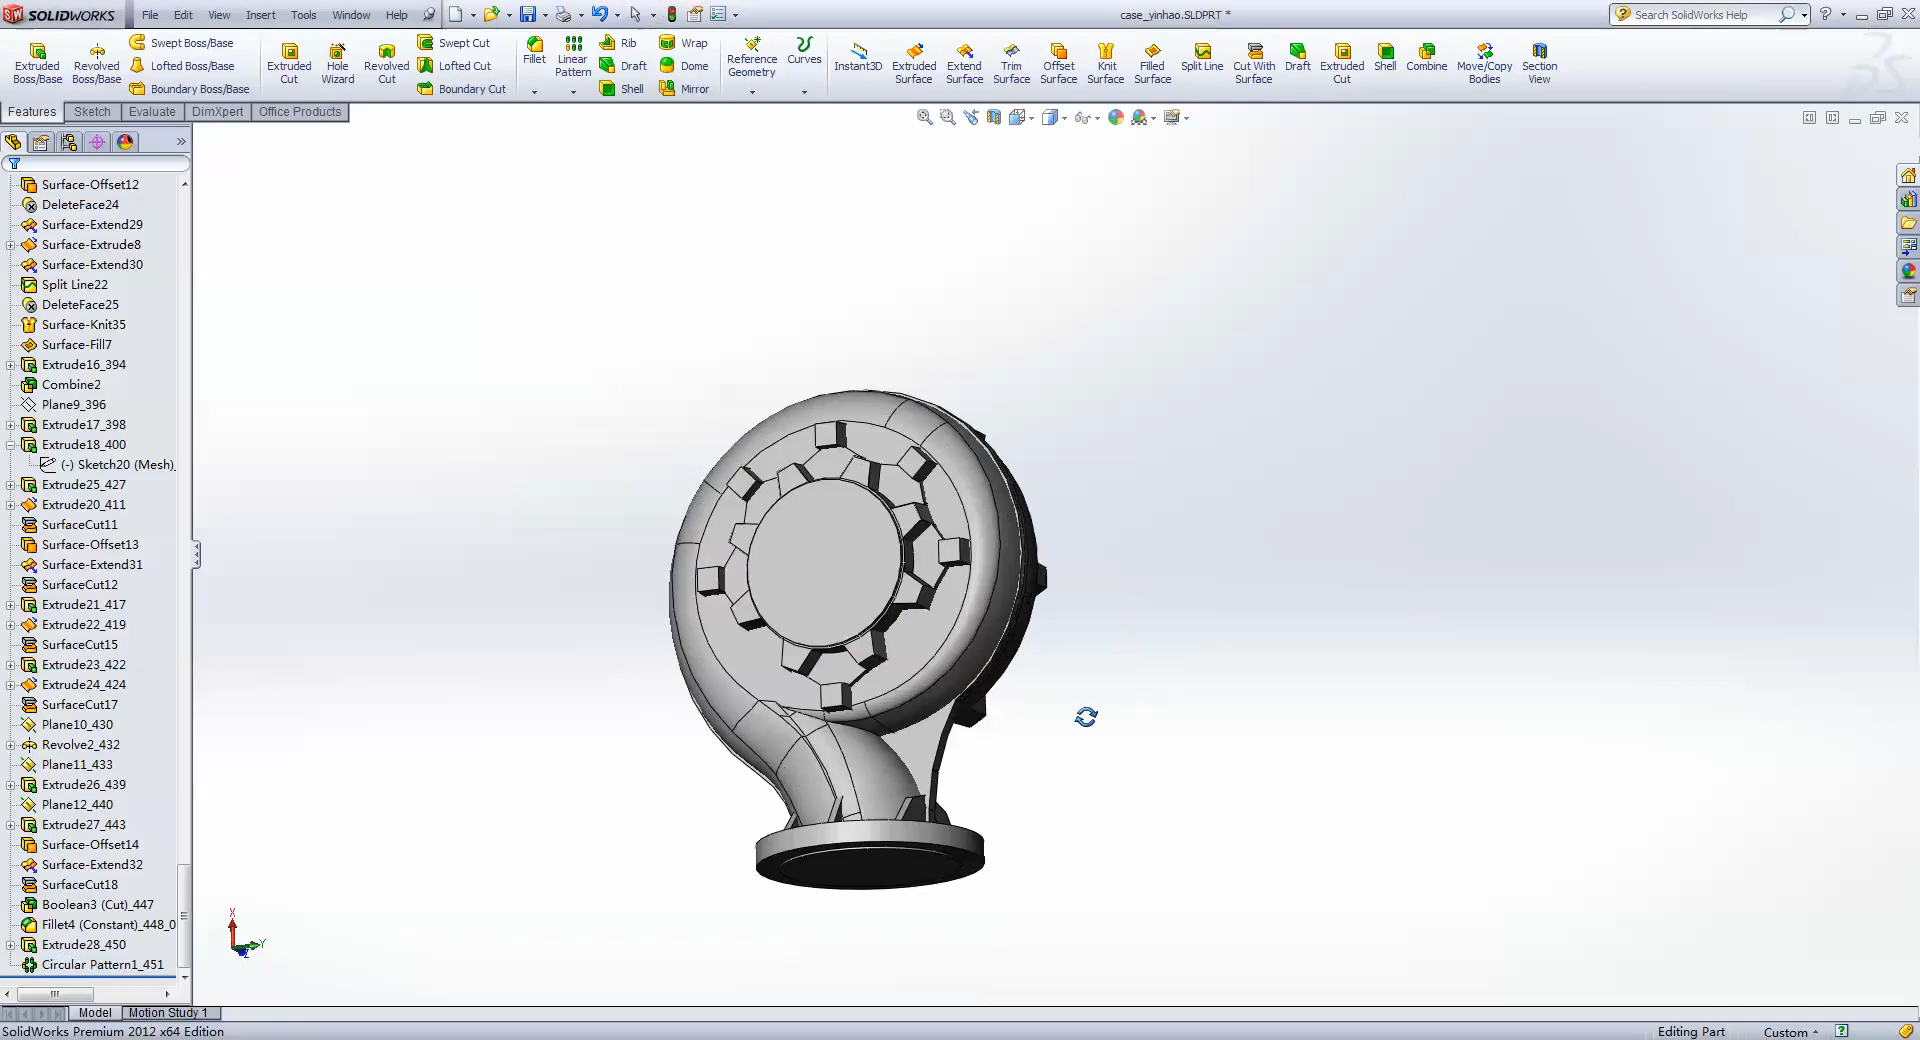 SOLIDWORKS File Edit View Insert Tools Window Help case_yinhao.SLDPRT * Search SolidWorks Help
Extruded Boss/Base
Revolved Boss/Base
Swept Boss/Base
Lofted Boss/Base
Boundary Boss/Base
Extruded Cut
Hole Wizard
Revolved Cut
Swept Cut
Lofted Cut
Boundary Cut
Fillet
Linear Pattern
Rib
Draft
Shell
Wrap
Dome
Mirror
Reference Geometry
Curves
Instant3D
Extruded Surface
Extend Surface
Trim Surface
Offset Surface
Knit Surface
Filled Surface
Split Line
Cut With Surface
Draft
Extruded Cut
Shell
Combine
Move/Copy Bodies
Section View
Features Sketch Evaluate DimXpert Office Products
Surface-Offset12
DeleteFace24
Surface-Extend29
Surface-Extrude8
Surface-Extend30
Split Line22
DeleteFace25
Surface-Knit35
Surface-Fill7
Extrude16_394
Combine2
Plane9_396
Extrude17_398
Extrude18_400
(-) Sketch20 (Mesh)_
Extrude25_427
Extrude20_411
SurfaceCut11
Surface-Offset13
Surface-Extend31
SurfaceCut12
Extrude21_417
Extrude22_419
SurfaceCut15
Extrude23_422
Extrude24_424
SurfaceCut17
Plane10_430
Revolve2_432
Plane11_433
Extrude26_439
Plane12_440
Extrude27_443
Surface-Offset14
Surface-Extend32
SurfaceCut18
Boolean3 (Cut)_447
Fillet4 (Constant)_448_0
Extrude28_450
Circular Pattern1_451
X
Y
Z
Model Motion Study 1
SolidWorks Premium 2012 x64 Edition Editing Part Custom